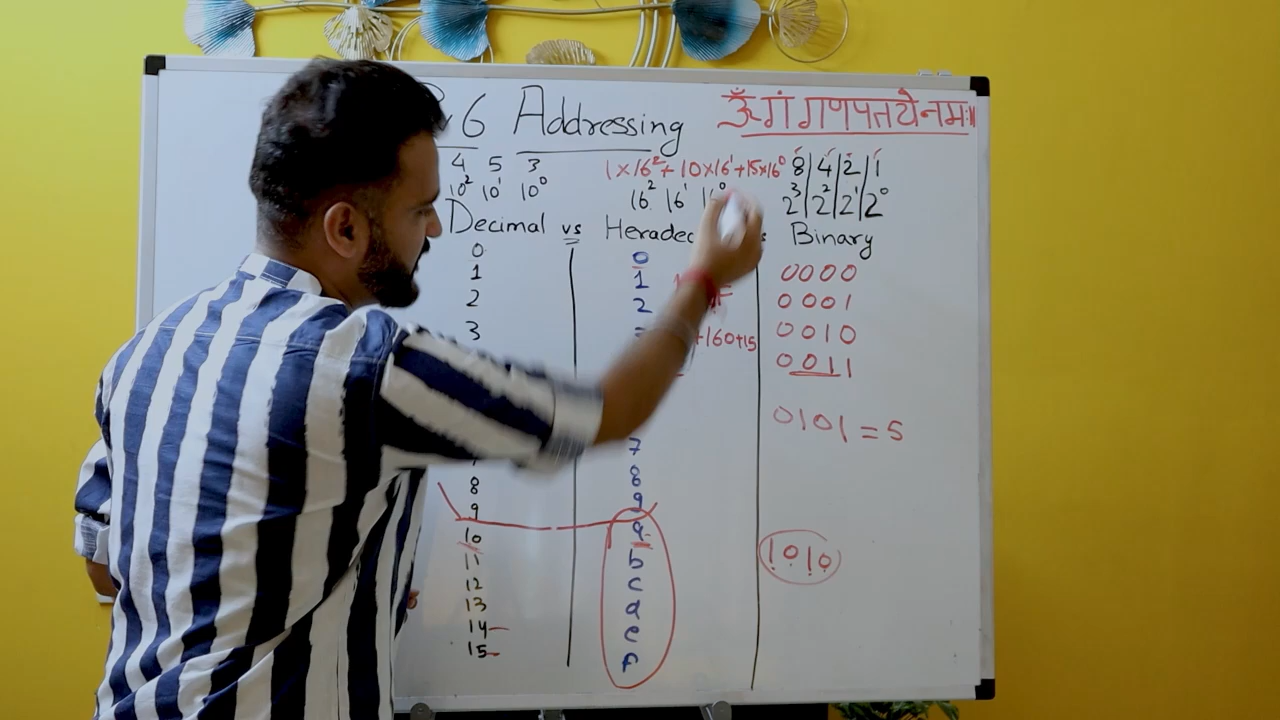 6 Addressing ॐ गं गणपतये नमः॥
4 5 3 1×16²+10×16¹+15×16⁰ 8|4|2|1
10² 10¹ 10⁰ 16² 16¹ 16⁰ 2³|2²|2¹|2⁰
Decimal vs Binary
0 0 0000
1 1 0001
2 2 0010
3 +160+15 0011
0101 = 5
7
8 8
9 9
10 a 1010
11 b
12 c
13 d
14 e
15 F